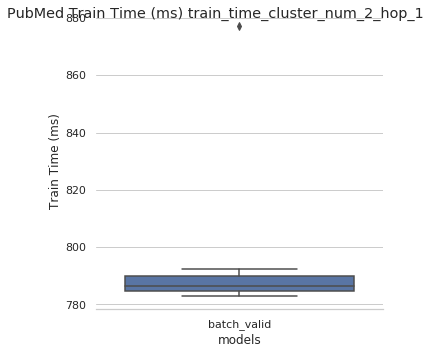 PubMed Train Time (ms) train_time_cluster_num_2_hop_1
880
860
840
820
800
780
Train Time (ms)
batch_valid
models